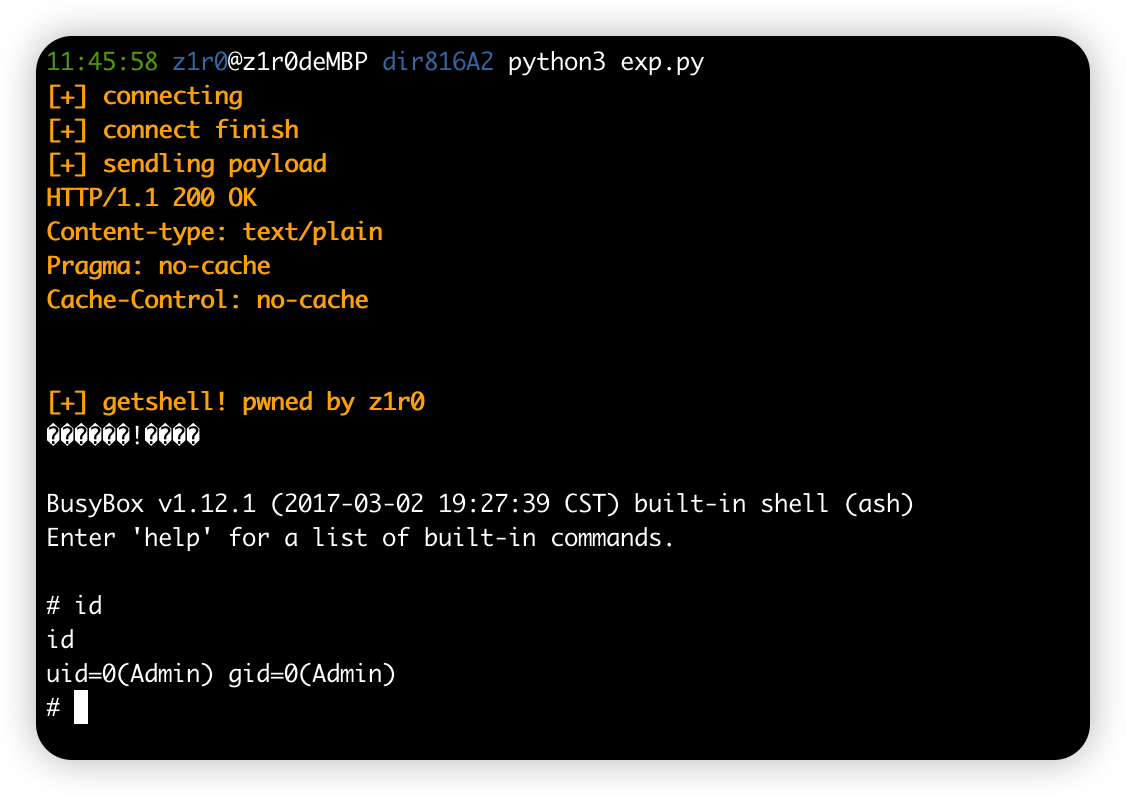 11:45:58 z1r0@z1r0deMBP dir816A2 python3 exp.py
[+] connecting
[+] connect finish
[+] sendling payload
HTTP/1.1 200 OK
Content-type: text/plain
Pragma: no-cache
Cache-Control: no-cache
[+] getshell! pwned by z1r0
������!����
BusyBox v1.12.1 (2017-03-02 19:27:39 CST) built-in shell (ash)
Enter 'help' for a list of built-in commands.
# id
id
uid=0(Admin) gid=0(Admin)
#